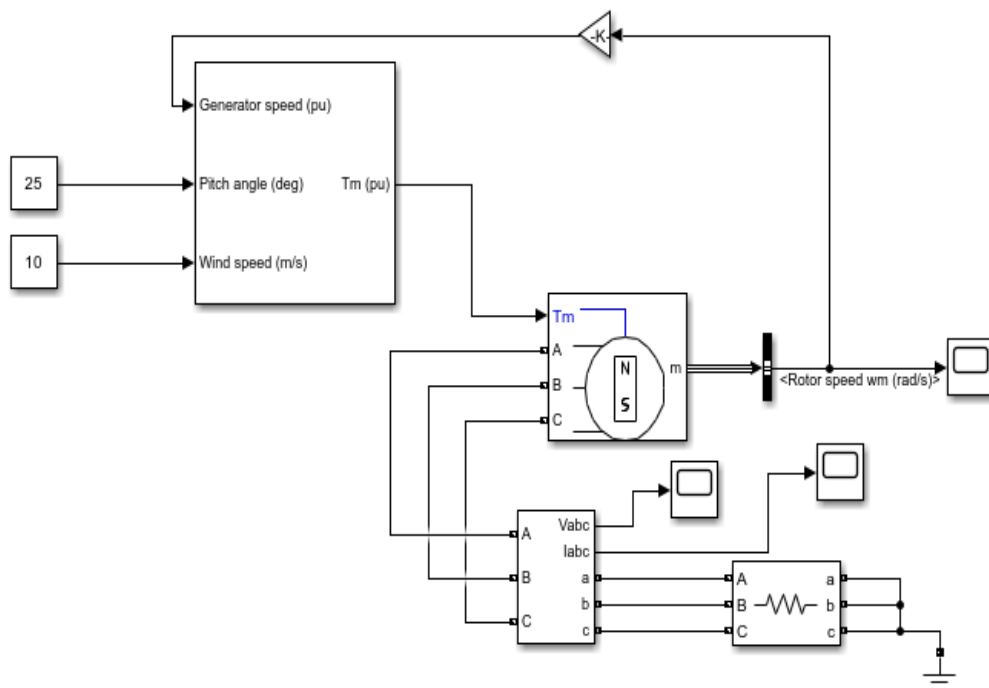 -K-
Generator speed (pu)
25
Pitch angle (deg)
Tm (pu)
10
Wind speed (m/s)
Tm
A
B
C
N
S
m
<Rotor speed wm (rad/s)>
A
B
C
Vabc
Iabc
a
b
c
A
B
C
a
b
c